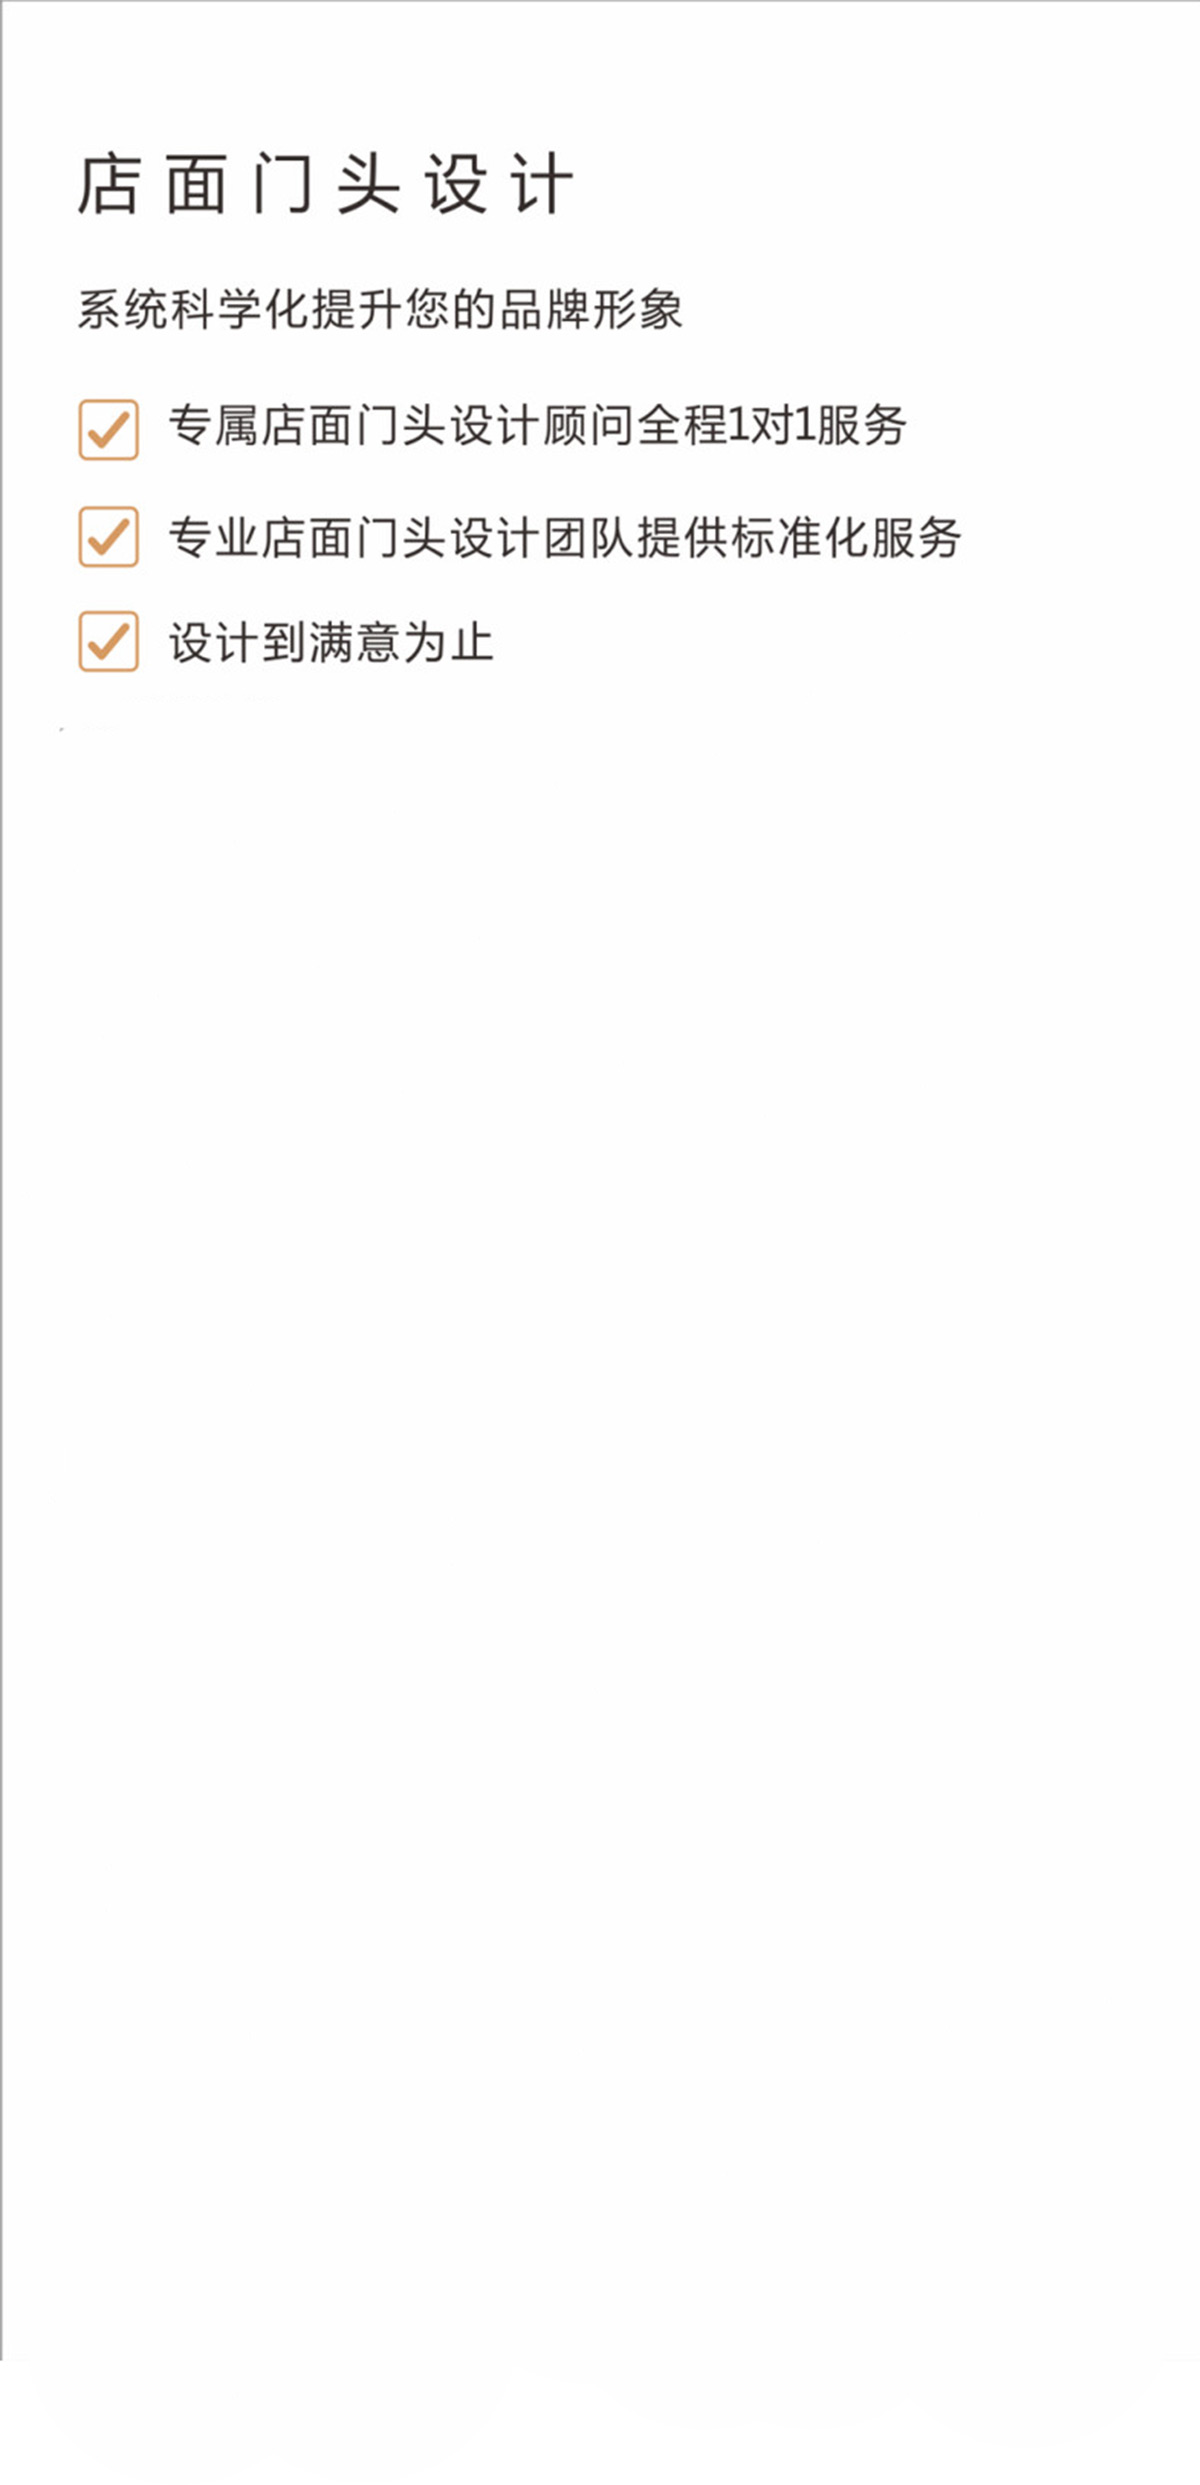 店面门头设计
系统科学化提升您的品牌形象
专属店面门头设计顾问全程1对1服务
专业店面门头设计团队提供标准化服务
设计到满意为止